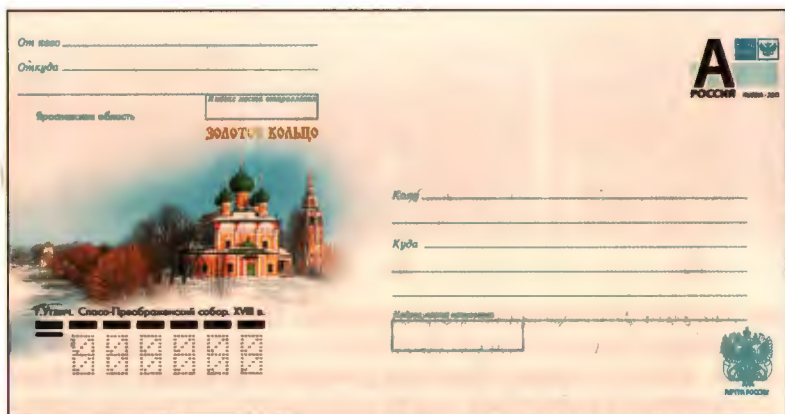 От кого
Откуда
Индекс места отправления
Ярославская область
ЗОЛОТОЕ КОЛЬЦО
г. Углич. Спасо-Преображенский собор. XVIII в.
А
РОССИЯ RUSSIA
Кому
Куда
Индекс места назначения
ПОЧТА РОССИИ